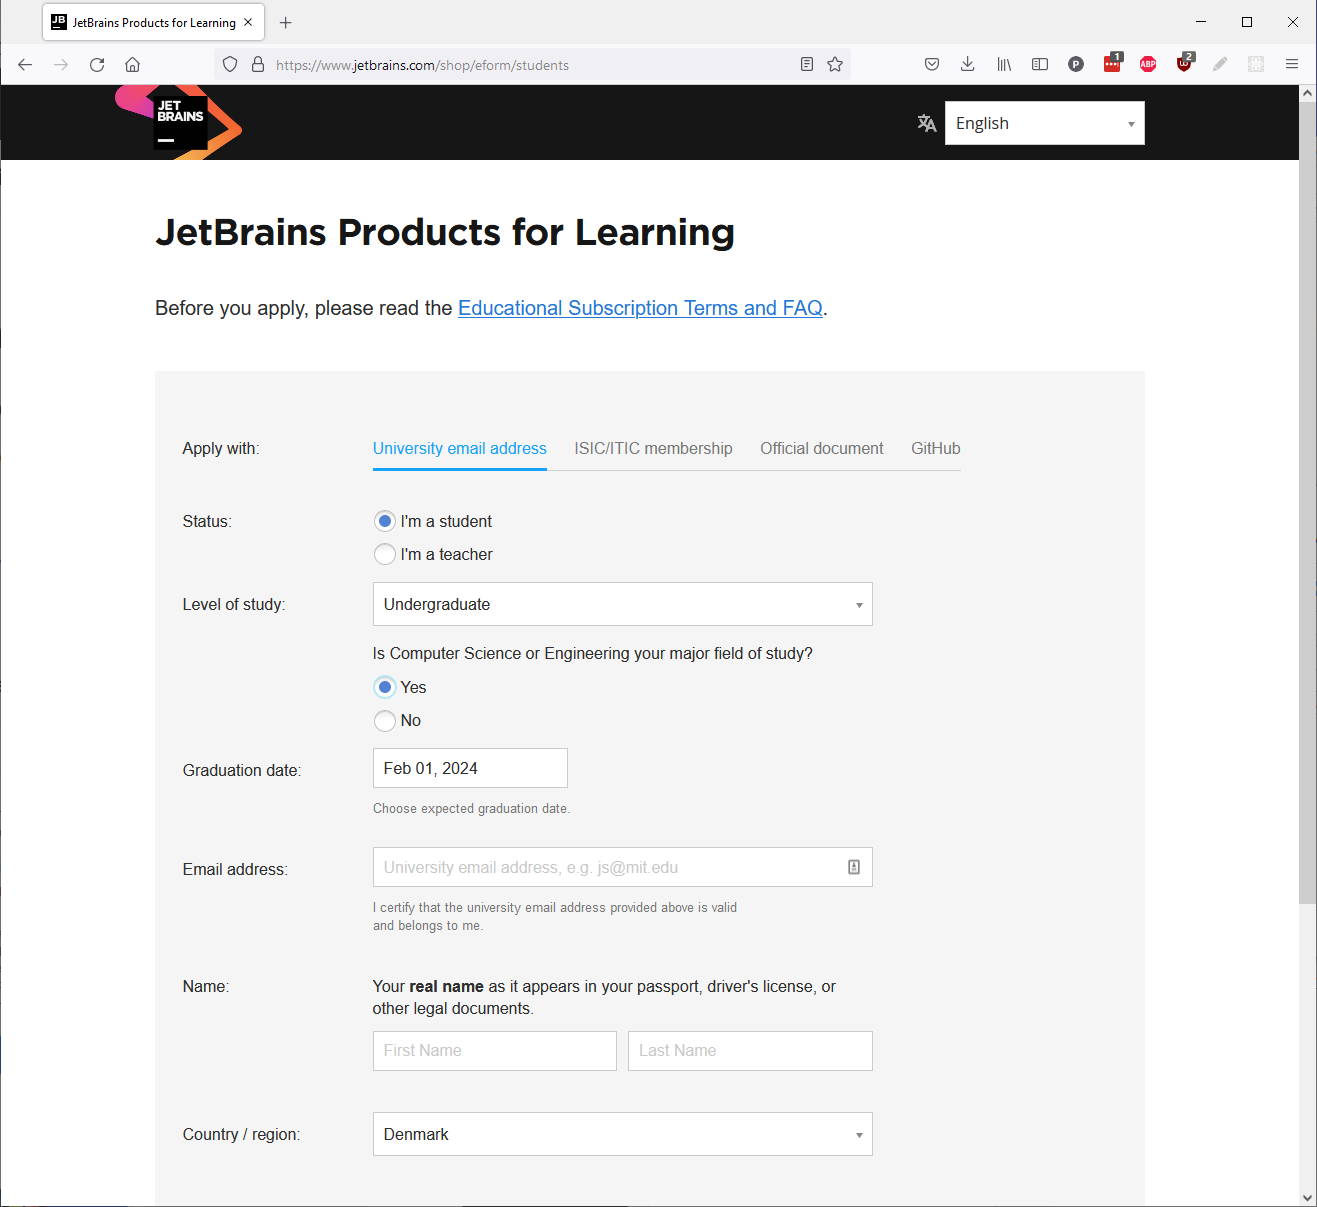 JetBrains Products for Learning
https://www.jetbrains.com/shop/eform/students
P
1
ABP
2
JET
BRAINS
English
JetBrains Products for Learning
Before you apply, please read the Educational Subscription Terms and FAQ.
Apply with: University email address ISIC/ITIC membership Official document GitHub
Status: I'm a student
I'm a teacher
Level of study: Undergraduate
Is Computer Science or Engineering your major field of study?
Yes
No
Graduation date: Feb 01, 2024
Choose expected graduation date.
Email address: University email address, e.g. js@mit.edu
I certify that the university email address provided above is valid
and belongs to me.
Name: Your real name as it appears in your passport, driver's license, or
other legal documents.
First Name Last Name
Country / region: Denmark